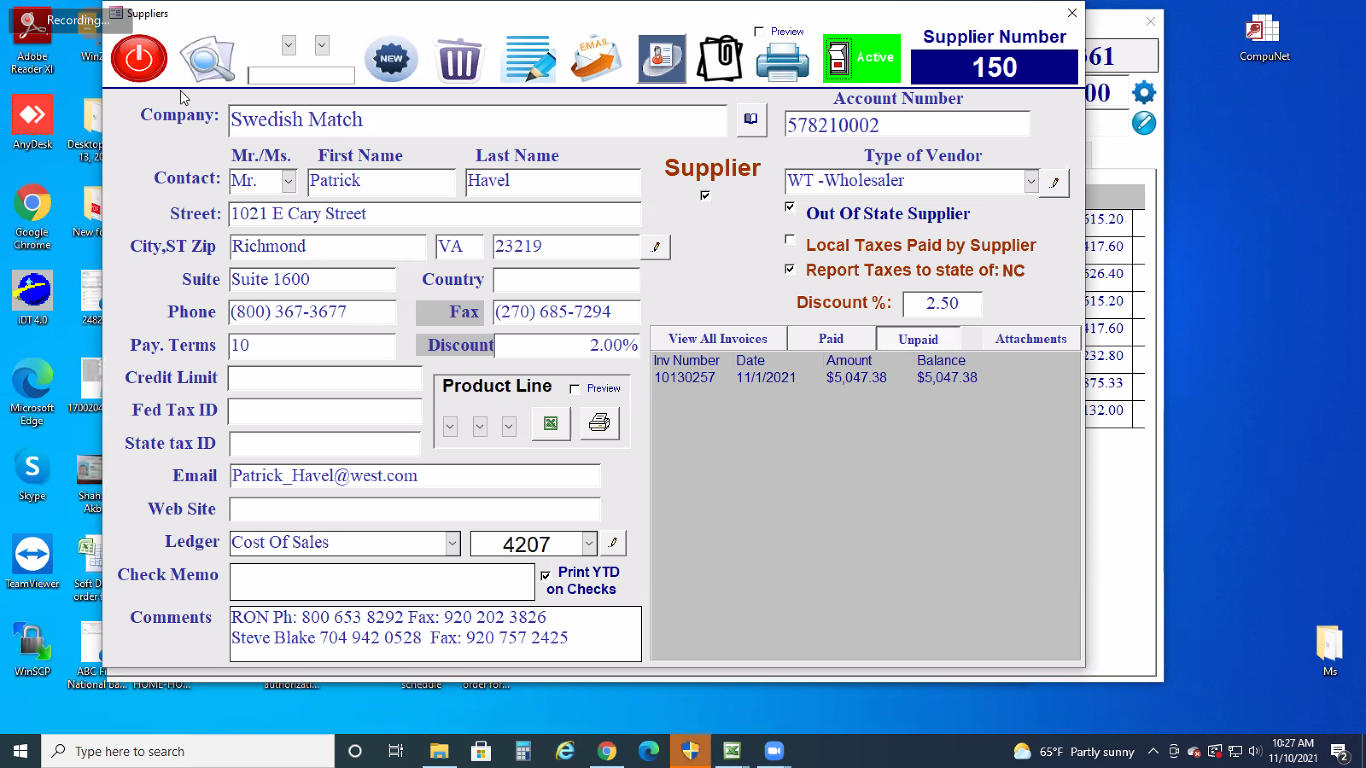 Recording...
Suppliers
Adobe Reader XI
AnyDesk
Google Chrome
iDT 4.0
Microsoft Edge
Skype
TeamViewer
WinSCP
Winz
Desktop 13, 20
New fo
2482
1700204
Shah Akb
Soft D order
ABC F National Ba...
HOME-HO...
authorizati...
schedule
order for...
NEW
EMAIL
Preview
Active
Supplier Number
150
Company: Swedish Match
Account Number
578210002
Mr./Ms. First Name Last Name
Contact: Mr. Patrick Havel
Supplier
Type of Vendor
WT -Wholesaler
Street: 1021 E Cary Street
Out Of State Supplier
City,ST Zip Richmond VA 23219
Local Taxes Paid by Supplier
Report Taxes to state of: NC
Suite Suite 1600 Country
Discount %: 2.50
Phone (800) 367-3677 Fax (270) 685-7294
Pay. Terms 10 Discount 2.00%
View All Invoices Paid Unpaid Attachments
Inv Number Date Amount Balance
10130257 11/1/2021 $5,047.38 $5,047.38
Credit Limit
Product Line Preview
Fed Tax ID
State tax ID
Email Patrick_Havel@west.com
Web Site
Ledger Cost Of Sales 4207
Check Memo
Print YTD
on Checks
Comments RON Ph: 800 653 8292 Fax: 920 202 3826
Steve Blake 704 942 0528 Fax: 920 757 2425
61
00
615.20
417.60
626.40
615.20
417.60
232.80
875.33
132.00
CompuNet
Ms
Type here to search
65°F Partly sunny
10:27 AM
11/10/2021
2